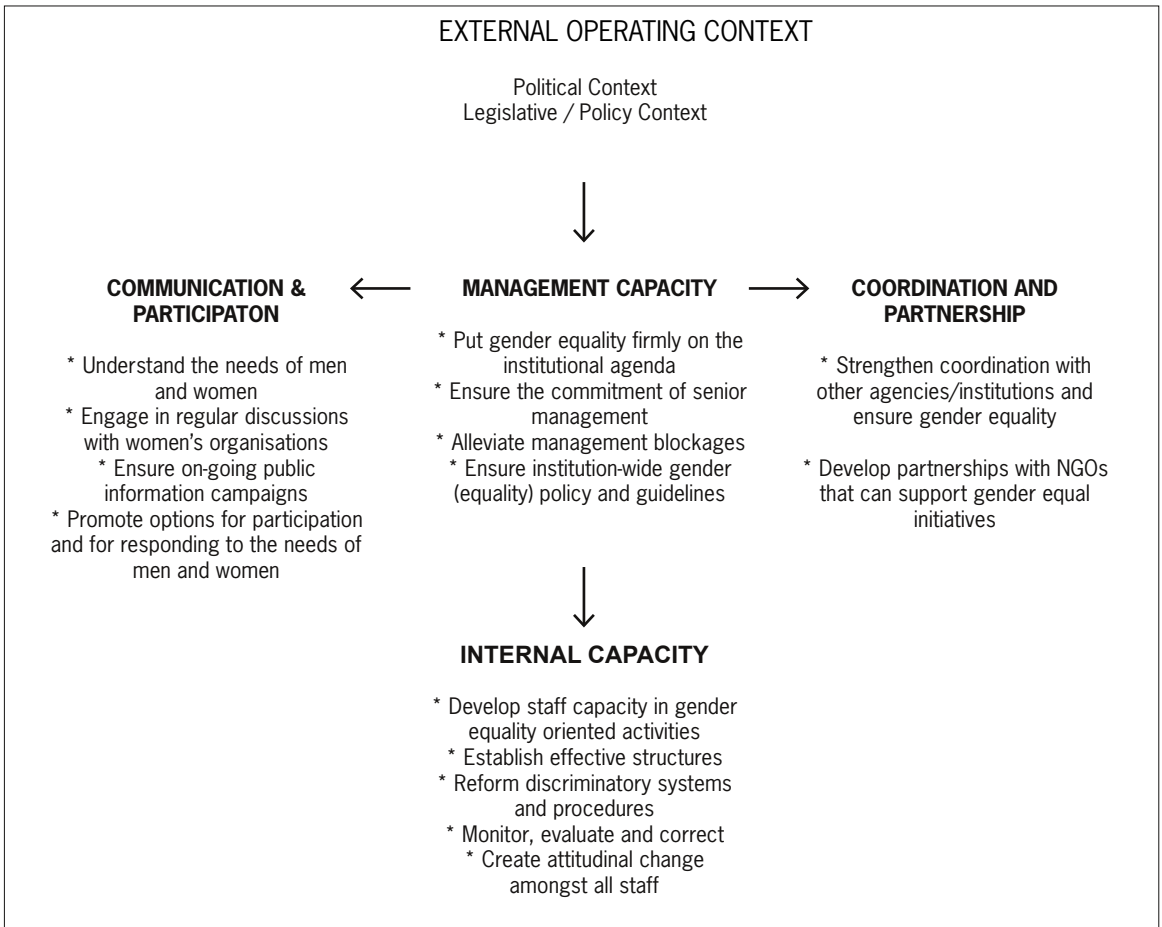 EXTERNAL OPERATING CONTEXT
Political Context
Legislative / Policy Context
COMMUNICATION &
PARTICIPATON
* Understand the needs of men
and women
* Engage in regular discussions
with women's organisations
* Ensure on-going public
information campaigns
* Promote options for participation
and for responding to the needs of
men and women
MANAGEMENT CAPACITY
* Put gender equality firmly on the
institutional agenda
* Ensure the commitment of senior
management
* Alleviate management blockages
* Ensure institution-wide gender
(equality) policy and guidelines
COORDINATION AND
PARTNERSHIP
* Strengthen coordination with
other agencies/institutions and
ensure gender equality
* Develop partnerships with NGOs
that can support gender equal
initiatives
INTERNAL CAPACITY
* Develop staff capacity in gender
equality oriented activities
* Establish effective structures
* Reform discriminatory systems
and procedures
* Monitor, evaluate and correct
* Create attitudinal change
amongst all staff